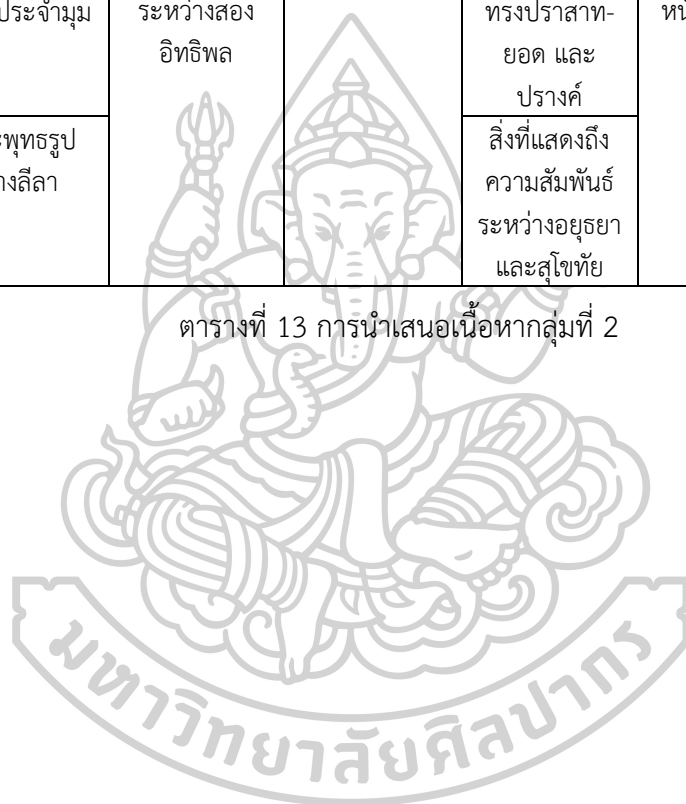 ประจำมุม
ระหว่างสอง
อิทธิพล
ทรงปราสาท-
ยอด และ
ปรางค์
พุทธรูป
งลีลา
สิ่งที่แสดงถึง
ความสัมพันธ์
ระหว่างอยุธยา
และสุโขทัย
ตารางที่ 13 การนำเสนอเนื้อหากลุ่มที่ 2
มหาวิทยาลัยศิลปากร